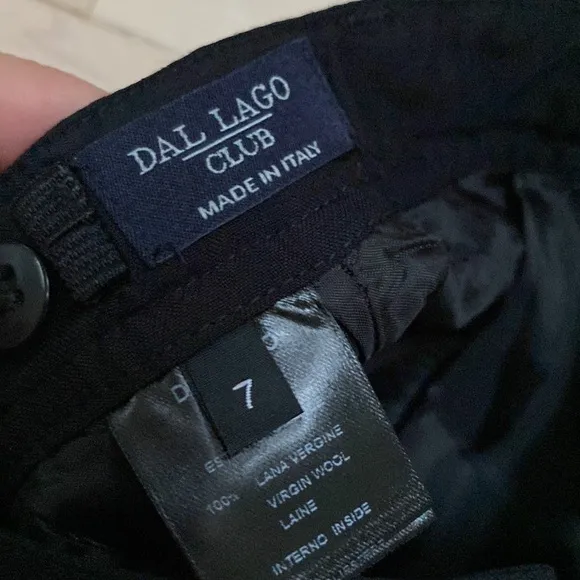 DAL LAGO
CLUB
MADE IN ITALY
7
100% LANA VERGINE
VIRGIN WOOL
LAINE
INTERNO INSIDE